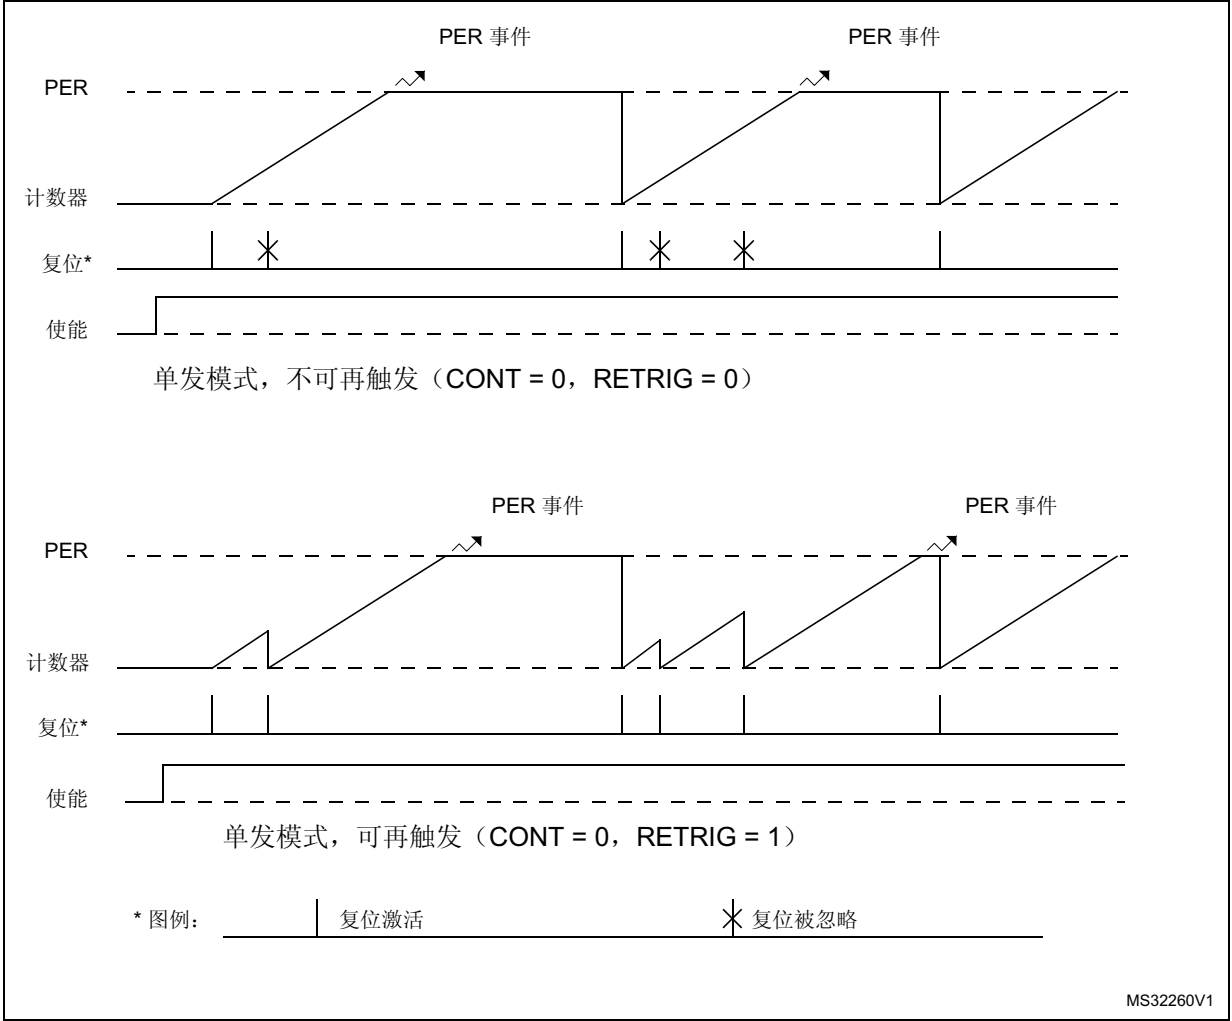 PER 事件 PER 事件
PER
计数器
复位*
使能
单发模式，不可再触发（CONT = 0，RETRIG = 0）
PER 事件 PER 事件
PER
计数器
复位*
使能
单发模式，可再触发（CONT = 0，RETRIG = 1）
* 图例： 复位激活 复位被忽略
MS32260V1